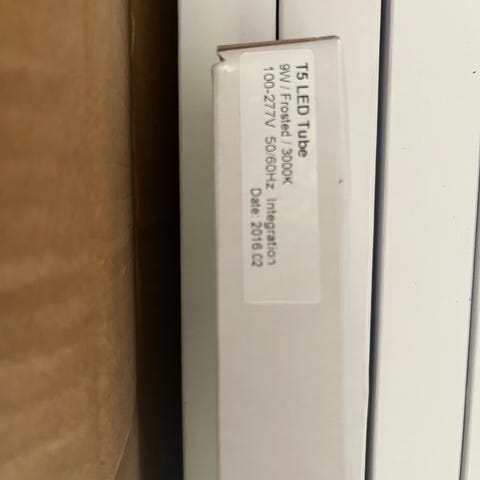 T5 LED Tube
9W / Frosted / 3000K
100-277V 50/60Hz Integration
Date: 2016.02